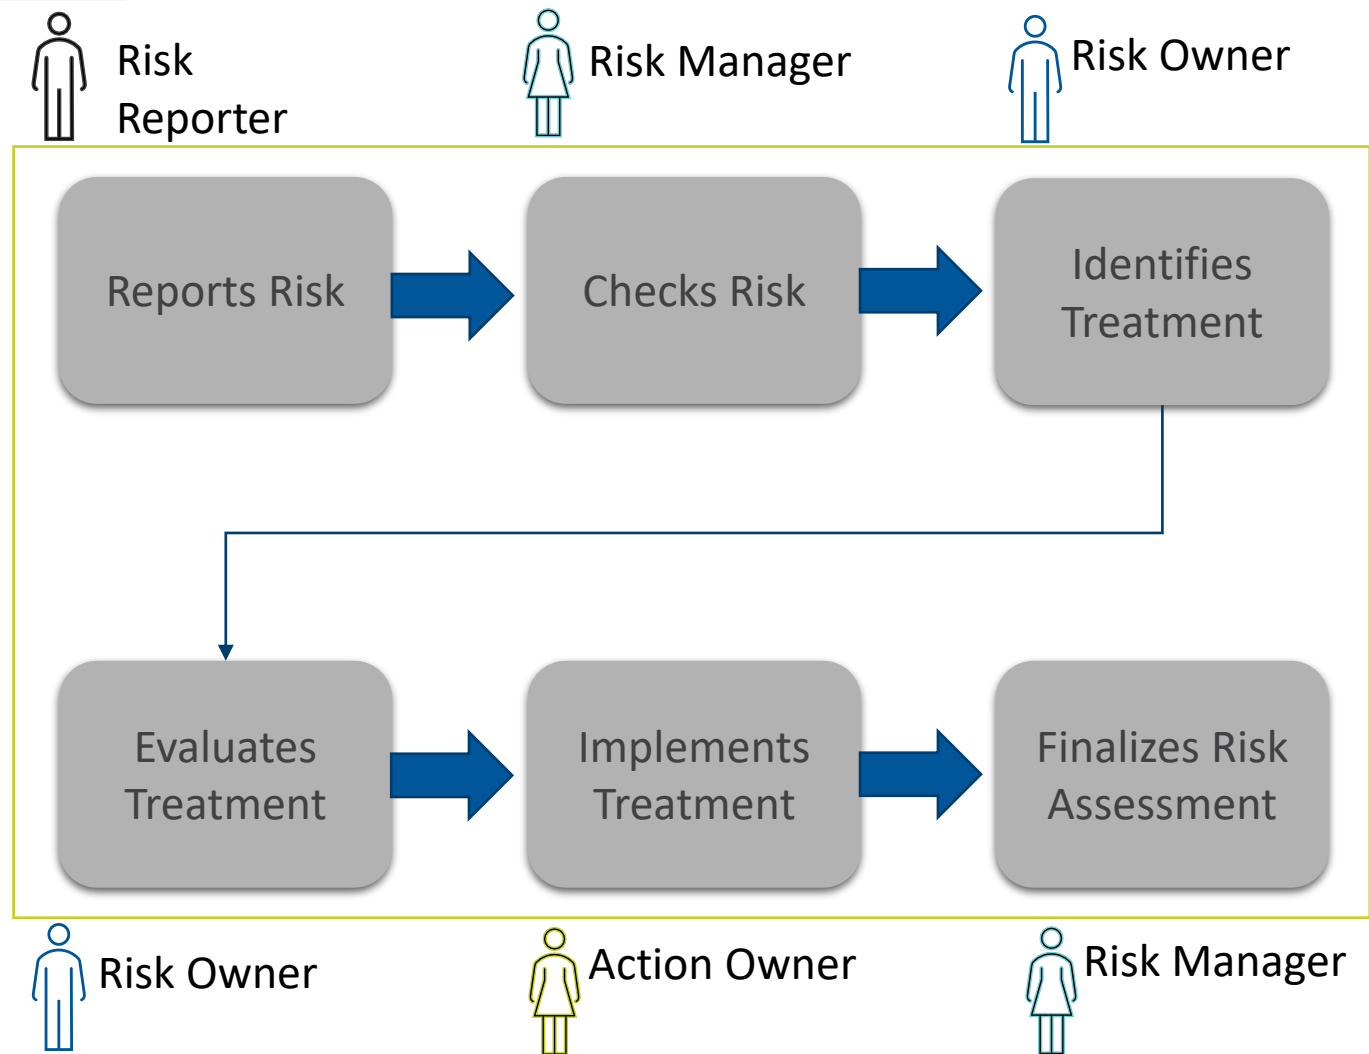 Risk
Reporter
Risk Manager
Risk Owner
Reports Risk
Checks Risk
Identifies
Treatment
Evaluates
Treatment
Implements
Treatment
Finalizes Risk
Assessment
Risk Owner
Action Owner
Risk Manager